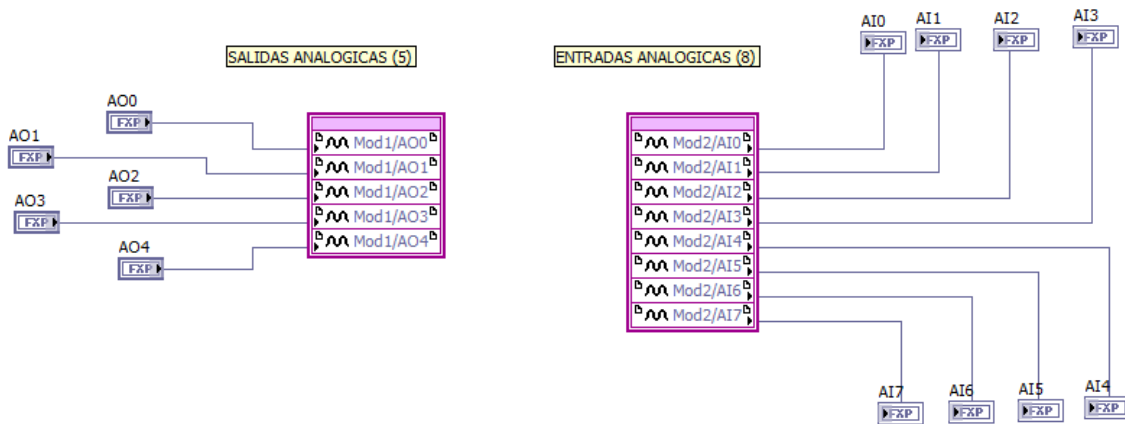 SALIDAS ANALOGICAS (5)
AO0
FXP
AO1
FXP
AO2
FXP
AO3
FXP
AO4
FXP
Mod1/AO0
Mod1/AO1
Mod1/AO2
Mod1/AO3
Mod1/AO4
ENTRADAS ANALOGICAS (8)
AI0
FXP
AI1
FXP
AI2
FXP
AI3
FXP
Mod2/AI0
Mod2/AI1
Mod2/AI2
Mod2/AI3
Mod2/AI4
Mod2/AI5
Mod2/AI6
Mod2/AI7
AI7
FXP
AI6
FXP
AI5
FXP
AI4
FXP